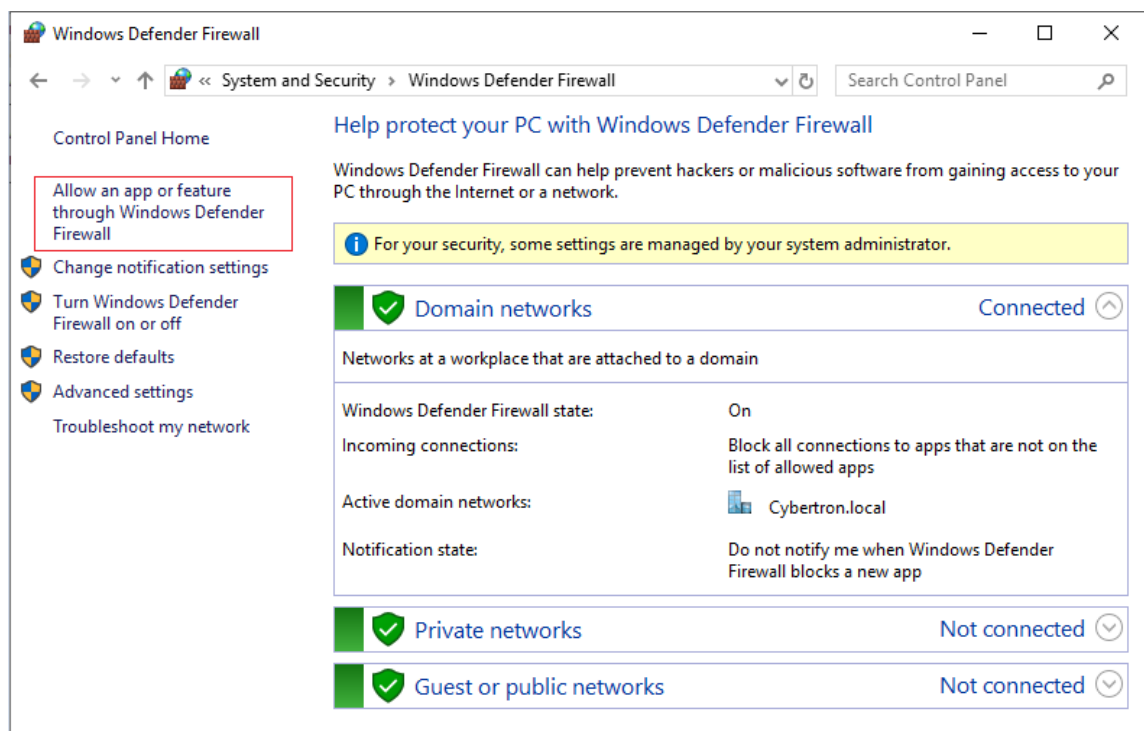 Windows Defender Firewall
« System and Security > Windows Defender Firewall
Search Control Panel
Control Panel Home
Allow an app or feature
through Windows Defender
Firewall
Change notification settings
Turn Windows Defender
Firewall on or off
Restore defaults
Advanced settings
Troubleshoot my network
Help protect your PC with Windows Defender Firewall
Windows Defender Firewall can help prevent hackers or malicious software from gaining access to your
PC through the Internet or a network.
For your security, some settings are managed by your system administrator.
Domain networks Connected
Networks at a workplace that are attached to a domain
Windows Defender Firewall state: On
Incoming connections: Block all connections to apps that are not on the
list of allowed apps
Active domain networks: Cybertron.local
Notification state: Do not notify me when Windows Defender
Firewall blocks a new app
Private networks Not connected
Guest or public networks Not connected